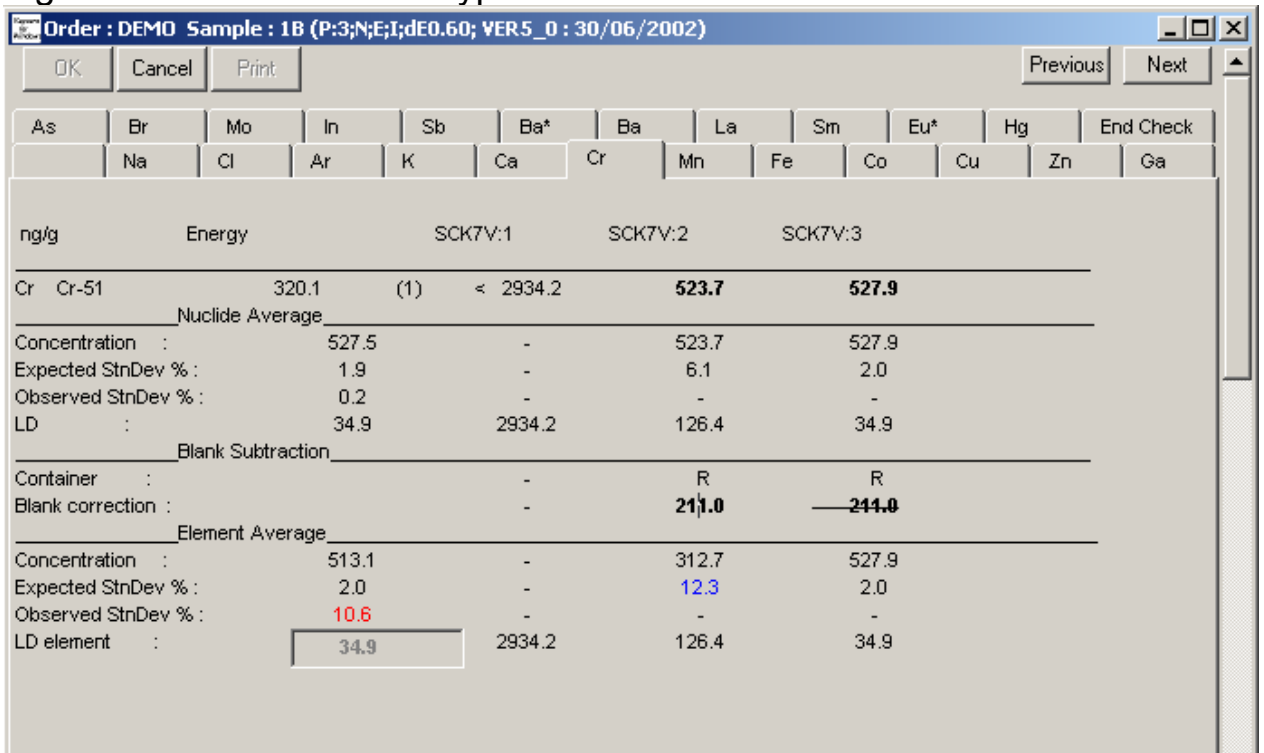 Order : DEMO Sample : 1B (P:3;N;E;I;dE0.60; VER5_0 : 30/06/2002)
OK Cancel Print Previous Next
As Br Mo In Sb Ba* Ba La Sm Eu* Hg End Check
Na Cl Ar K Ca Cr Mn Fe Co Cu Zn Ga
ng/g Energy SCK7V:1 SCK7V:2 SCK7V:3
Cr Cr-51 320.1 (1) < 2934.2 523.7 527.9
Nuclide Average
Concentration : 527.5 - 523.7 527.9
Expected StnDev % : 1.9 - 6.1 2.0
Observed StnDev % : 0.2 - - -
LD : 34.9 2934.2 126.4 34.9
Blank Subtraction
Container : - R R
Blank correction : - 211.0 211.0
Element Average
Concentration : 513.1 - 312.7 527.9
Expected StnDev % : 2.0 - 12.3 2.0
Observed StnDev % : 10.6 - - -
LD element : 34.9 2934.2 126.4 34.9